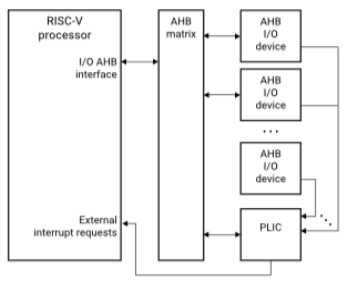 RISC-V
processor
I/O AHB
interface
External
interrupt requests
AHB
matrix
AHB
I/O
device
AHB
I/O
device
...
AHB
I/O
device
PLIC